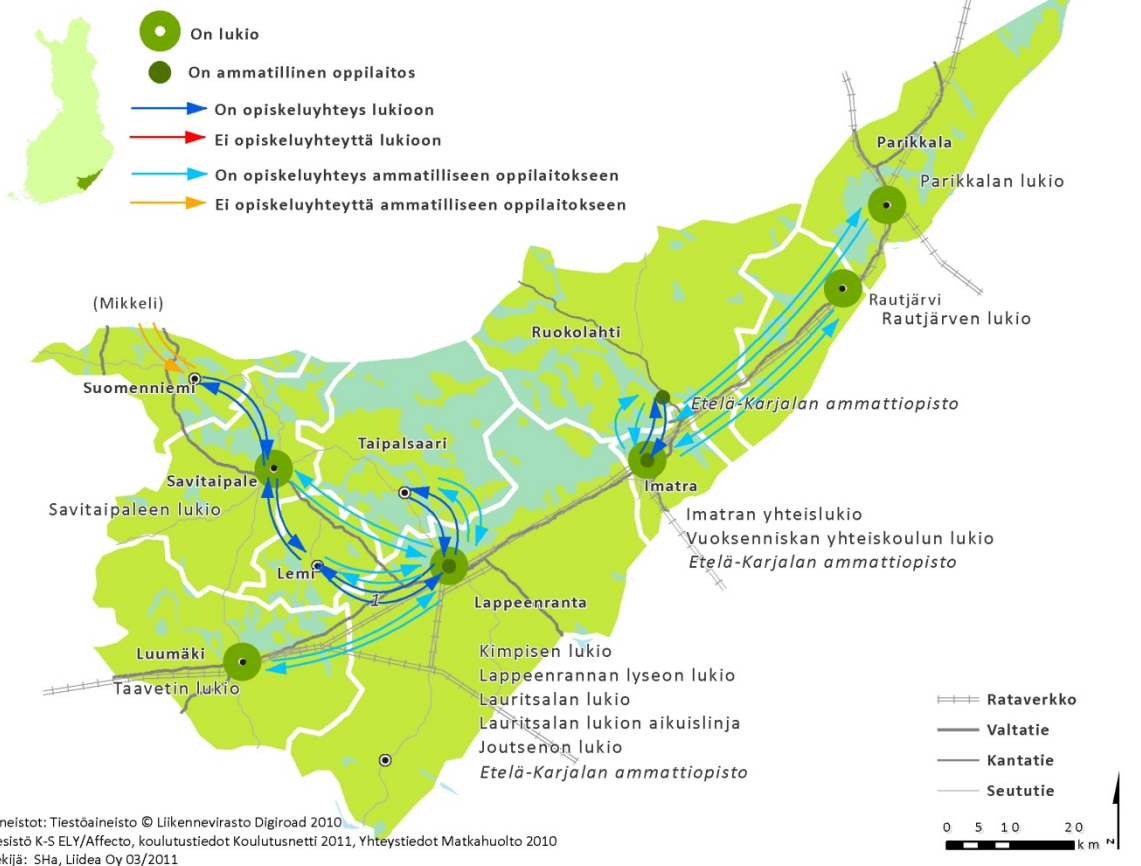 On lukio
On ammatillinen oppilaitos
On opiskeluyhteys lukioon
Ei opiskeluyhteyttä lukioon
On opiskeluyhteys ammatilliseen oppilaitokseen
Ei opiskeluyhteyttä ammatilliseen oppilaitokseen
Parikkala
Parikkalan lukio
Rautjärvi
Rautjärven lukio
(Mikkeli)
Ruokolahti
Suomenniemi
Etelä-Karjalan ammattiopisto
Taipalsaari
Savitaipale
Savitaipaleen lukio
Imatra
Imatran yhteislukio
Vuoksenniskan yhteiskoulun lukio
Etelä-Karjalan ammattiopisto
Lemi
1
Lappeenranta
Luumäki
Taavetin lukio
Kimpisen lukio
Lappeenrannan lyseon lukio
Lauritsalan lukio
Lauritsalan lukion aikuislinja
Joutsenon lukio
Etelä-Karjalan ammattiopisto
Rataverkko
Valtatie
Kantatie
Seututie
0 5 10 20
km
N
neistot: Tiestöaineisto © Liikennevirasto Digiroad 2010
esistö K-S ELY/Affecto, koulutustiedot Koulutusnetti 2011, Yhteystiedot Matkahuolto 2010
ekijä: SHa, Liidea Oy 03/2011